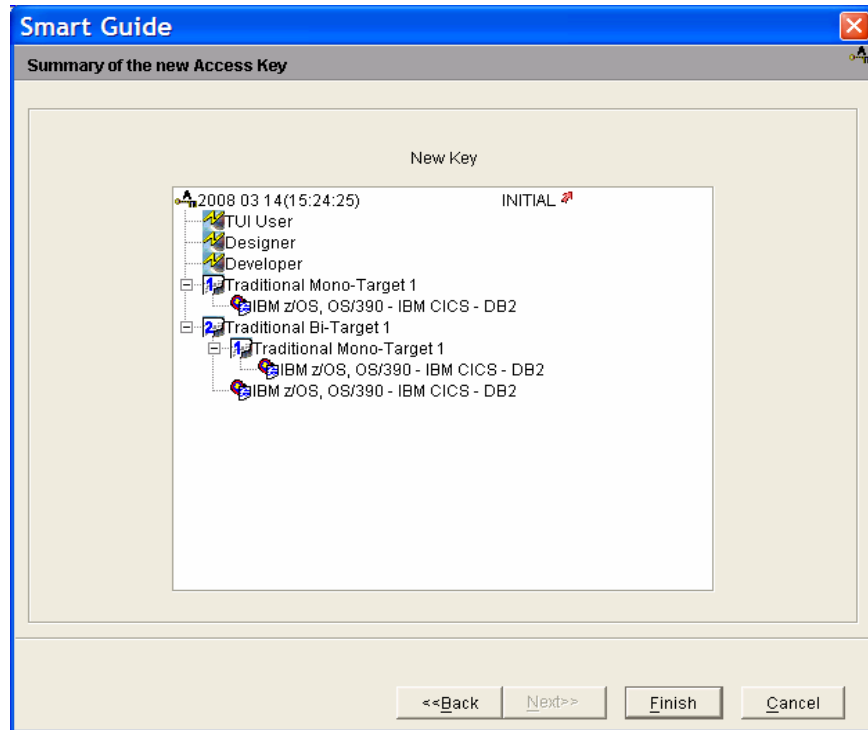 Smart Guide
Summary of the new Access Key
New Key
2008 03 14(15:24:25) INITIAL
TUI User
Designer
Developer
Traditional Mono-Target 1
IBM z/OS, OS/390 - IBM CICS - DB2
Traditional Bi-Target 1
Traditional Mono-Target 1
IBM z/OS, OS/390 - IBM CICS - DB2
IBM z/OS, OS/390 - IBM CICS - DB2
<<Back Next>> Finish Cancel